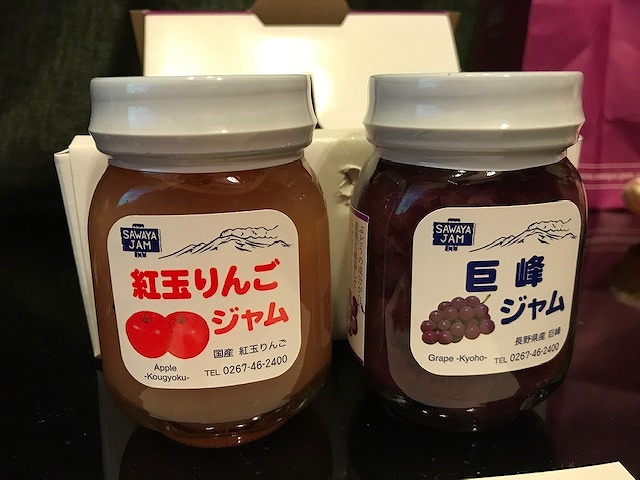 SAWAYA
JAM
紅玉りんご
ジャム
国産 紅玉りんご
Apple
-Kougyoku-
TEL 0267-46-2400
SAWAYA
JAM
巨峰
ジャム
長野県産 巨峰
Grape -Kyoho-
TEL 0267-46-2400